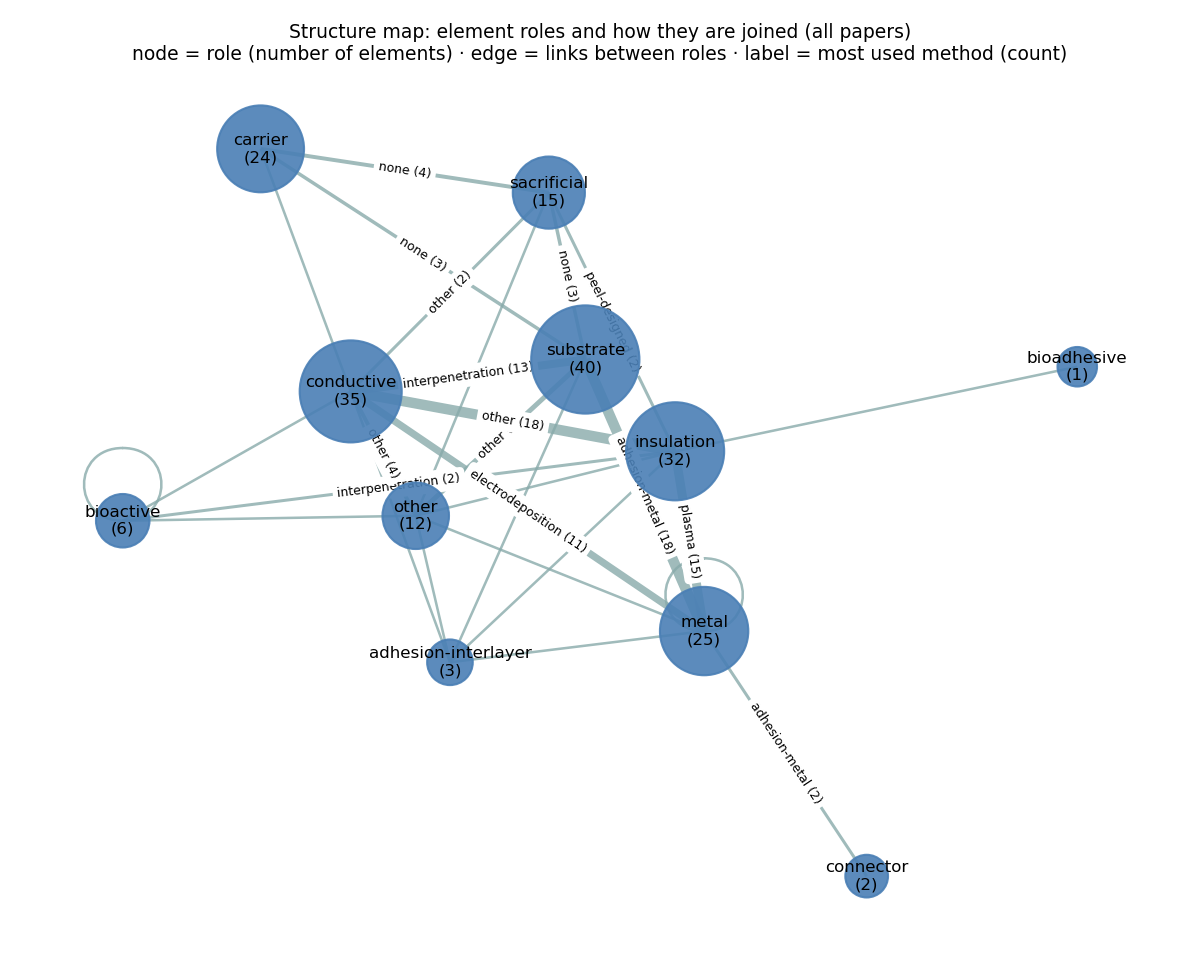 Structure map: element roles and how they are joined (all papers)
node = role (number of elements) · edge = links between roles · label = most used method (count)
carrier
(24)
none (4)
sacrificial
(15)
none (3)
none (3)
other (2)
peel-designed (2)
substrate
(40)
bioadhesive
(1)
conductive
(35)
interpenetration (13)
other (18)
other
insulation
(32)
other (4)
interpenetration (2)
electrodeposition (11)
adhesion-metal (18)
plasma (15)
bioactive
(6)
other
(12)
metal
(25)
adhesion-interlayer
(3)
adhesion-metal (2)
connector
(2)